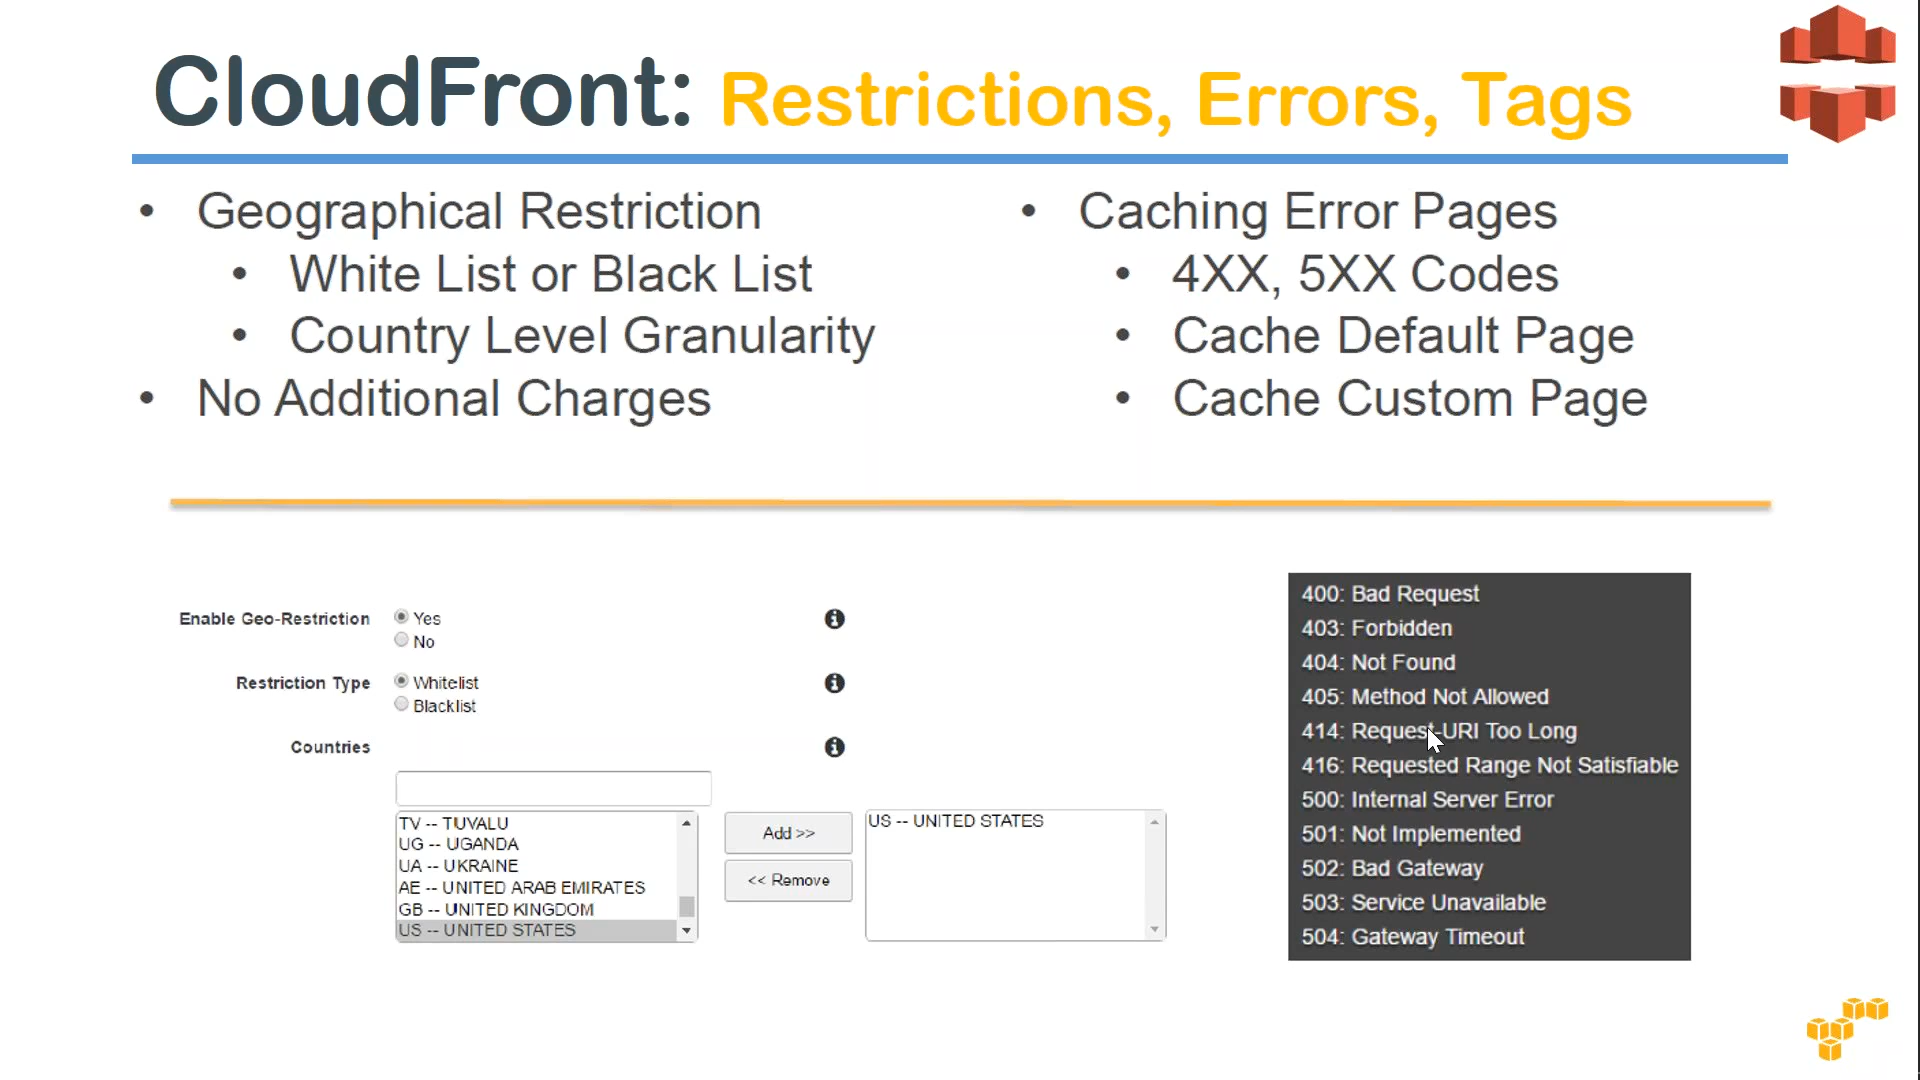 CloudFront: Restrictions, Errors, Tags
• Geographical Restriction
• White List or Black List
• Country Level Granularity
• No Additional Charges
• Caching Error Pages
• 4XX, 5XX Codes
• Cache Default Page
• Cache Custom Page
Enable Geo-Restriction
Yes
No
Restriction Type
Whitelist
Blacklist
Countries
TV -- TUVALU
UG -- UGANDA
UA -- UKRAINE
AE -- UNITED ARAB EMIRATES
GB -- UNITED KINGDOM
US -- UNITED STATES
Add >>
<< Remove
US -- UNITED STATES
400: Bad Request
403: Forbidden
404: Not Found
405: Method Not Allowed
414: Request-URI Too Long
416: Requested Range Not Satisfiable
500: Internal Server Error
501: Not Implemented
502: Bad Gateway
503: Service Unavailable
504: Gateway Timeout